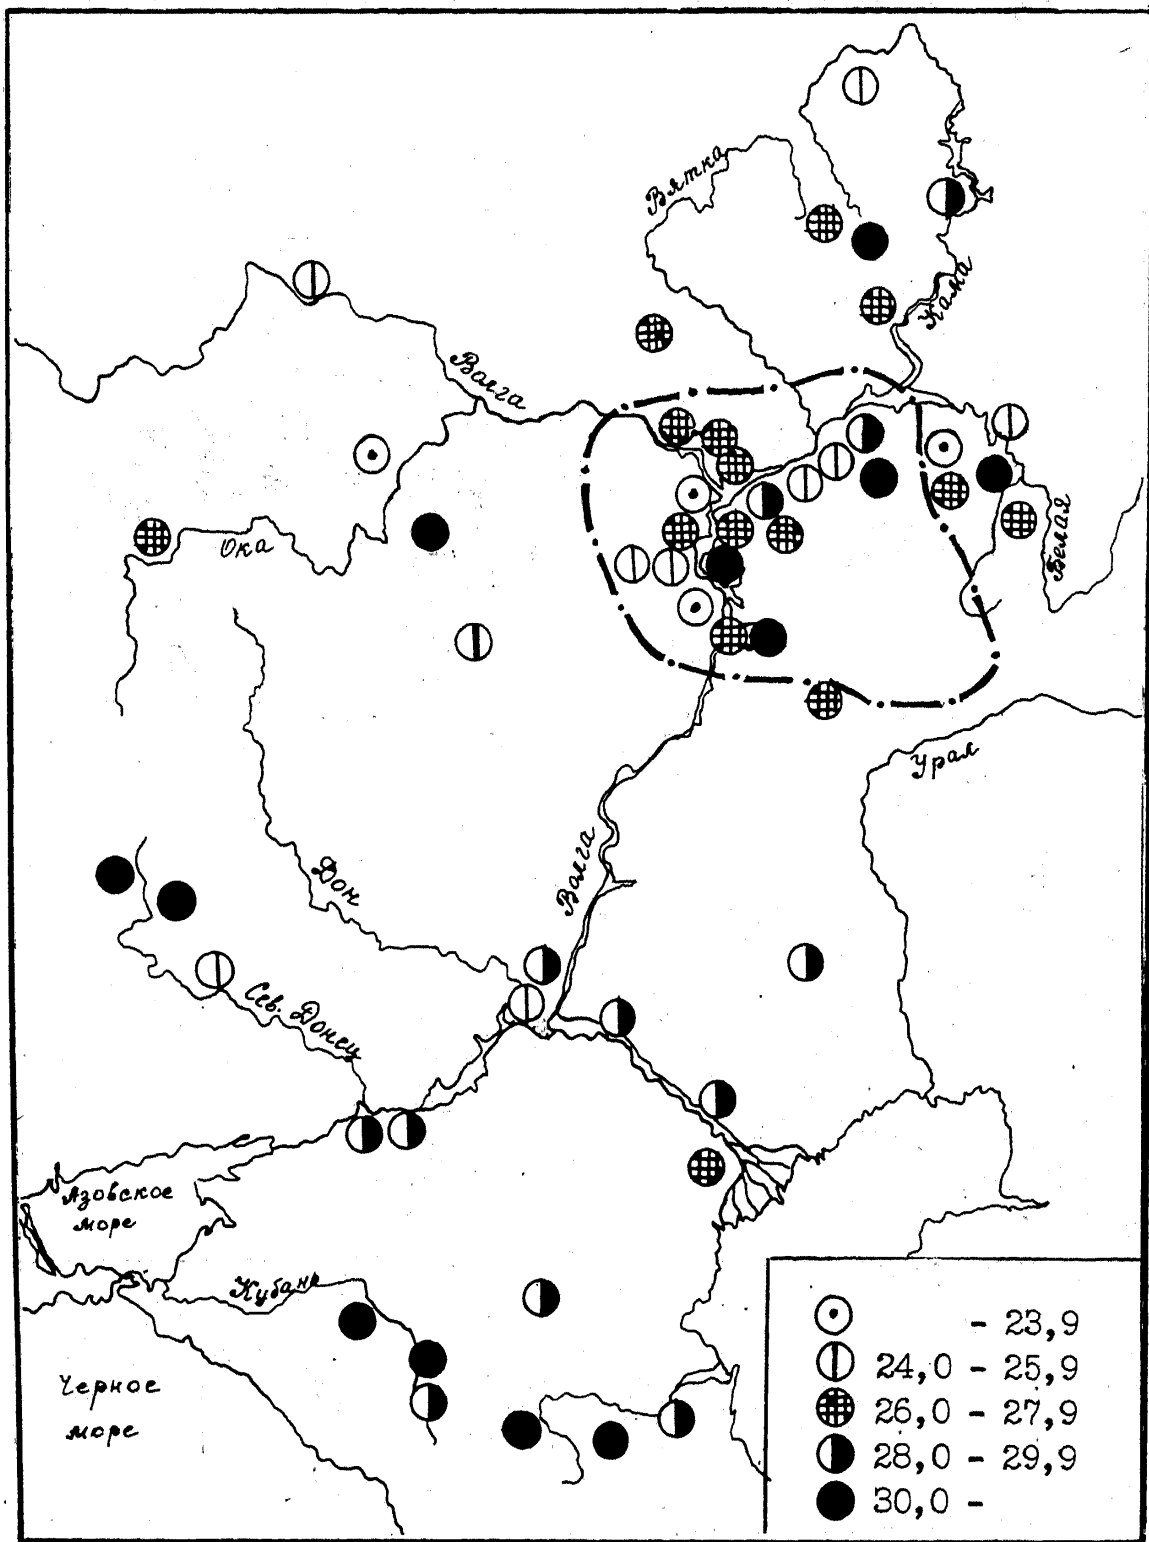 Вятка
Кама
Волга
Ока
Белая
Урал
Дон
Волга
Сев. Донец
Азовское
море
Кубань
Черное
море
- 23,9
24,0 - 25,9
26,0 - 27,9
28,0 - 29,9
30,0 -